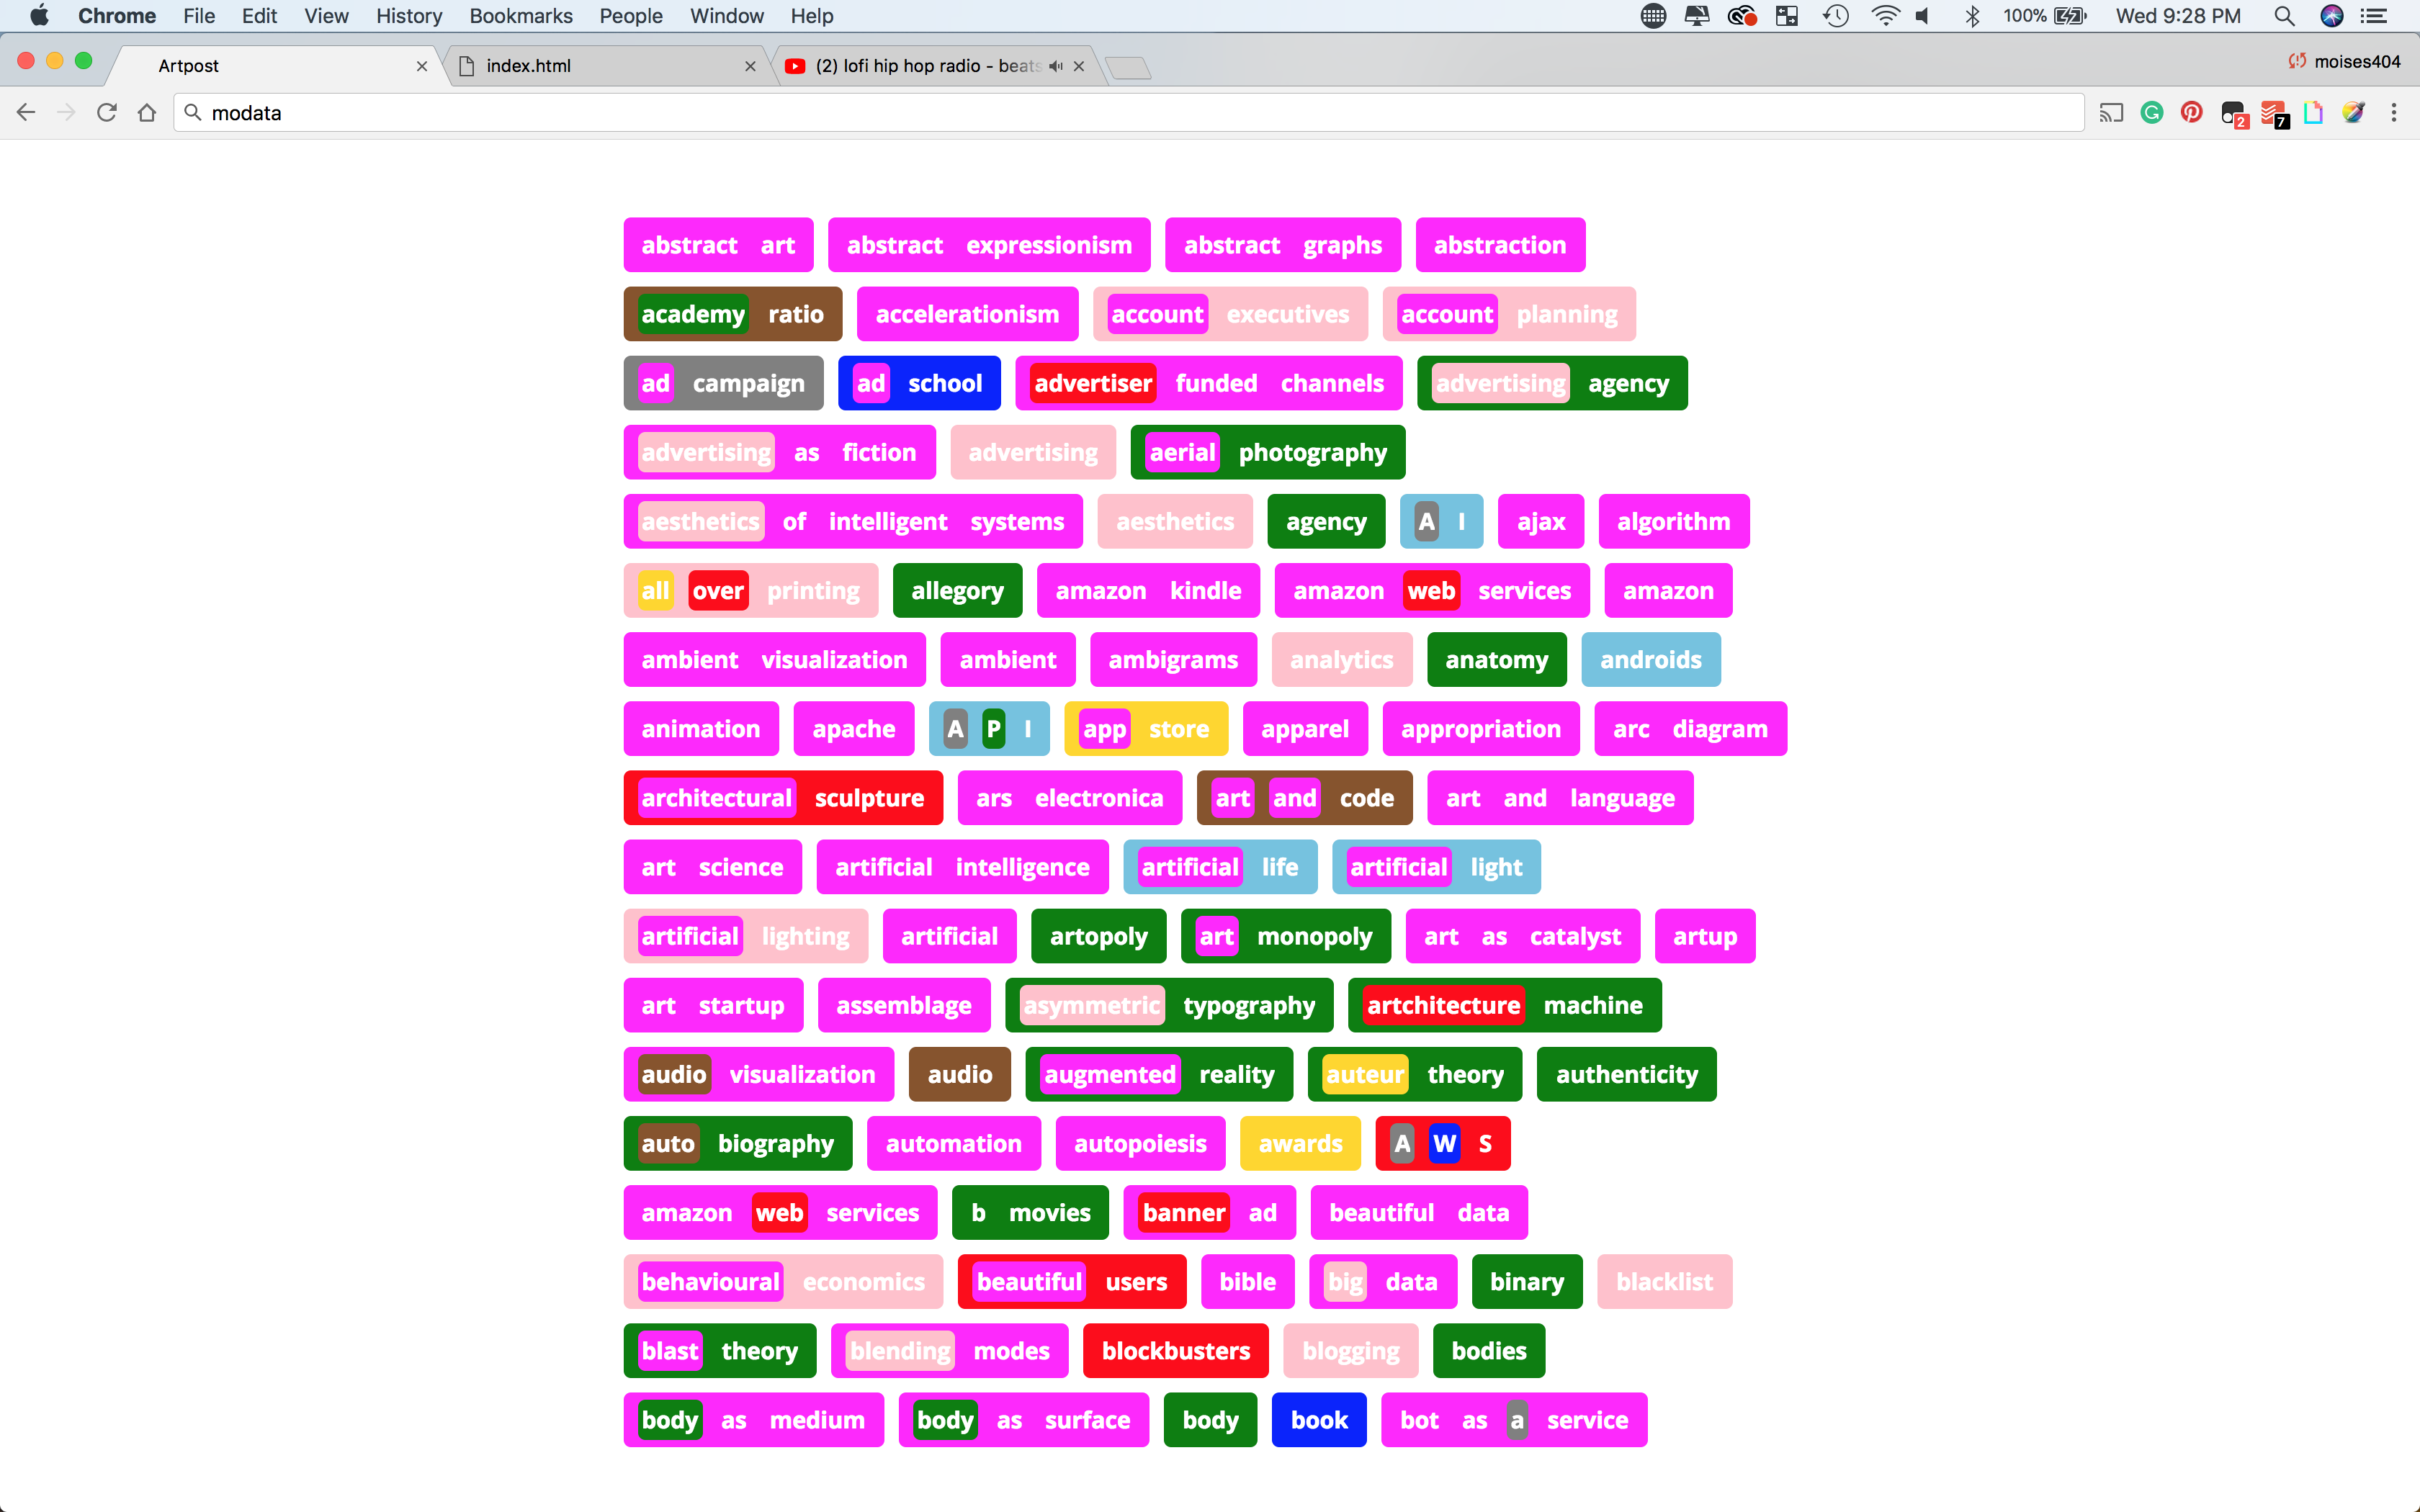 Chrome File Edit View History Bookmarks People Window Help 100% Wed 9:28 PM
Artpost index.html (2) lofi hip hop radio - beats moises404
modata 2 7
abstract art abstract expressionism abstract graphs abstraction
academy ratio accelerationism account executives account planning
ad campaign ad school advertiser funded channels advertising agency
advertising as fiction advertising aerial photography
aesthetics of intelligent systems aesthetics agency A I ajax algorithm
all over printing allegory amazon kindle amazon web services amazon
ambient visualization ambient ambigrams analytics anatomy androids
animation apache A P I app store apparel appropriation arc diagram
architectural sculpture ars electronica art and code art and language
art science artificial intelligence artificial life artificial light
artificial lighting artificial artopoly art monopoly art as catalyst artup
art startup assemblage asymmetric typography artchitecture machine
audio visualization audio augmented reality auteur theory authenticity
auto biography automation autopoiesis awards A W S
amazon web services b movies banner ad beautiful data
behavioural economics beautiful users bible big data binary blacklist
blast theory blending modes blockbusters blogging bodies
body as medium body as surface body book bot as a service